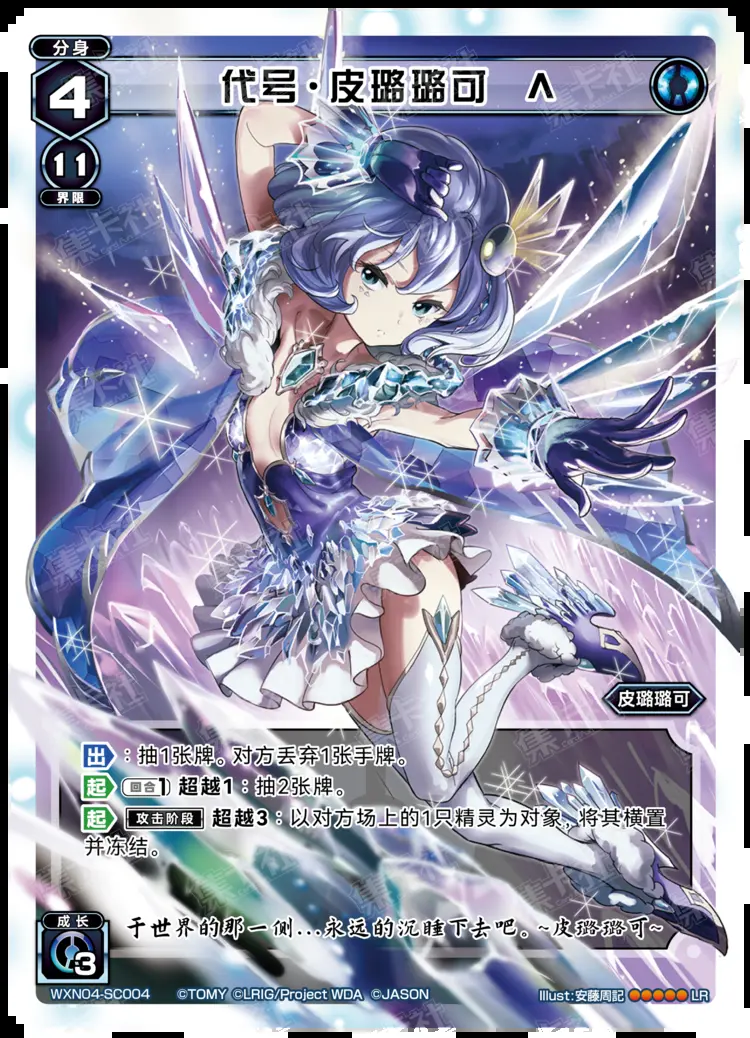 分身
4
代号·皮璐璐可 Λ
11
界限
皮璐璐可
出：抽1张牌。对方丢弃1张手牌。
起 回合1 超越1：抽2张牌。
起 攻击阶段 超越3：以对方场上的1只精灵为对象，将其横置
并冻结。
成长
3
于世界的那一侧...永远的沉睡下去吧。~皮璐璐可~
WXN04-SC004 ©TOMY ©LRIG/Project WDA ©JASON Illust:安藤周記 LR
集卡社